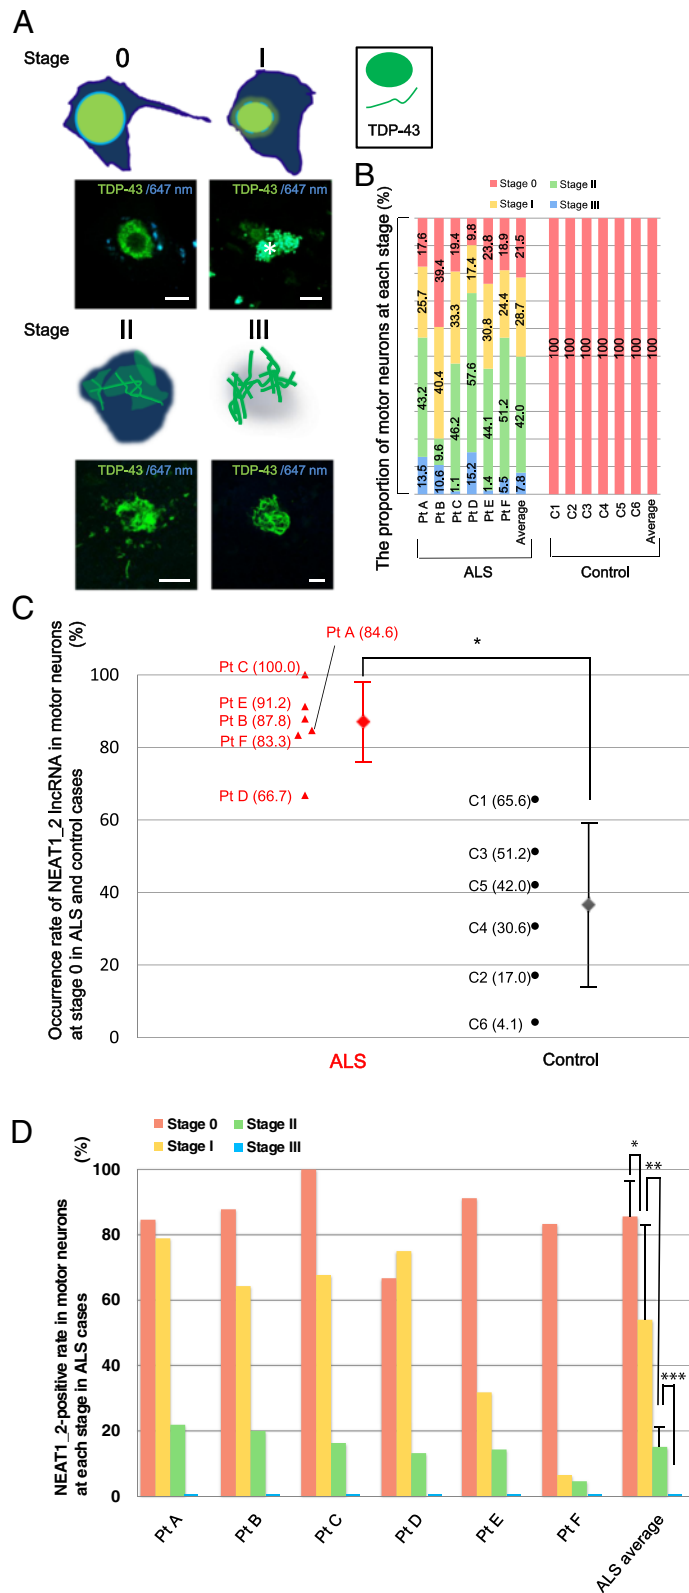 A
Stage 0 I
TDP-43
TDP-43 /647 nm
TDP-43 /647 nm
*
Stage II III
TDP-43 /647 nm
TDP-43 /647 nm
B
The proportion of motor neurons at each stage (%)
Stage 0 Stage II
Stage I Stage III
17.6 39.4 19.4 9.8 23.8 18.9 21.5
25.7 40.4 33.3 17.4 30.8 24.4 28.7
43.2 9.6 46.2 57.6 44.1 51.2 42.0
13.5 10.6 1.1 15.2 1.4 5.5 7.8
100 100 100 100 100 100 100
Pt A Pt B Pt C Pt D Pt E Pt F Average
C1 C2 C3 C4 C5 C6 Average
ALS Control
C
Occurrence rate of NEAT1_2 lncRNA in motor neurons
at stage 0 in ALS and control cases
(%)
100
80
60
40
20
0
Pt A (84.6)
Pt C (100.0)
Pt E (91.2)
Pt B (87.8)
Pt F (83.3)
Pt D (66.7)
*
C1 (65.6)
C3 (51.2)
C5 (42.0)
C4 (30.6)
C2 (17.0)
C6 (4.1)
ALS Control
D
Stage 0 Stage II
Stage I Stage III
NEAT1_2-positive rate in motor neurons
at each stage in ALS cases
(%)
100
80
60
40
20
0
*
**
***
Pt A Pt B Pt C Pt D Pt E Pt F ALS average